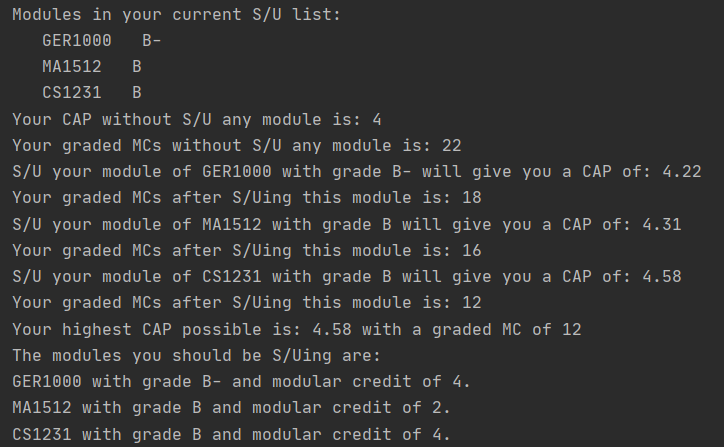 Modules in your current S/U list:
GER1000 B-
MA1512 B
CS1231 B
Your CAP without S/U any module is: 4
Your graded MCs without S/U any module is: 22
S/U your module of GER1000 with grade B- will give you a CAP of: 4.22
Your graded MCs after S/Uing this module is: 18
S/U your module of MA1512 with grade B will give you a CAP of: 4.31
Your graded MCs after S/Uing this module is: 16
S/U your module of CS1231 with grade B will give you a CAP of: 4.58
Your graded MCs after S/Uing this module is: 12
Your highest CAP possible is: 4.58 with a graded MC of 12
The modules you should be S/Uing are:
GER1000 with grade B- and modular credit of 4.
MA1512 with grade B and modular credit of 2.
CS1231 with grade B and modular credit of 4.